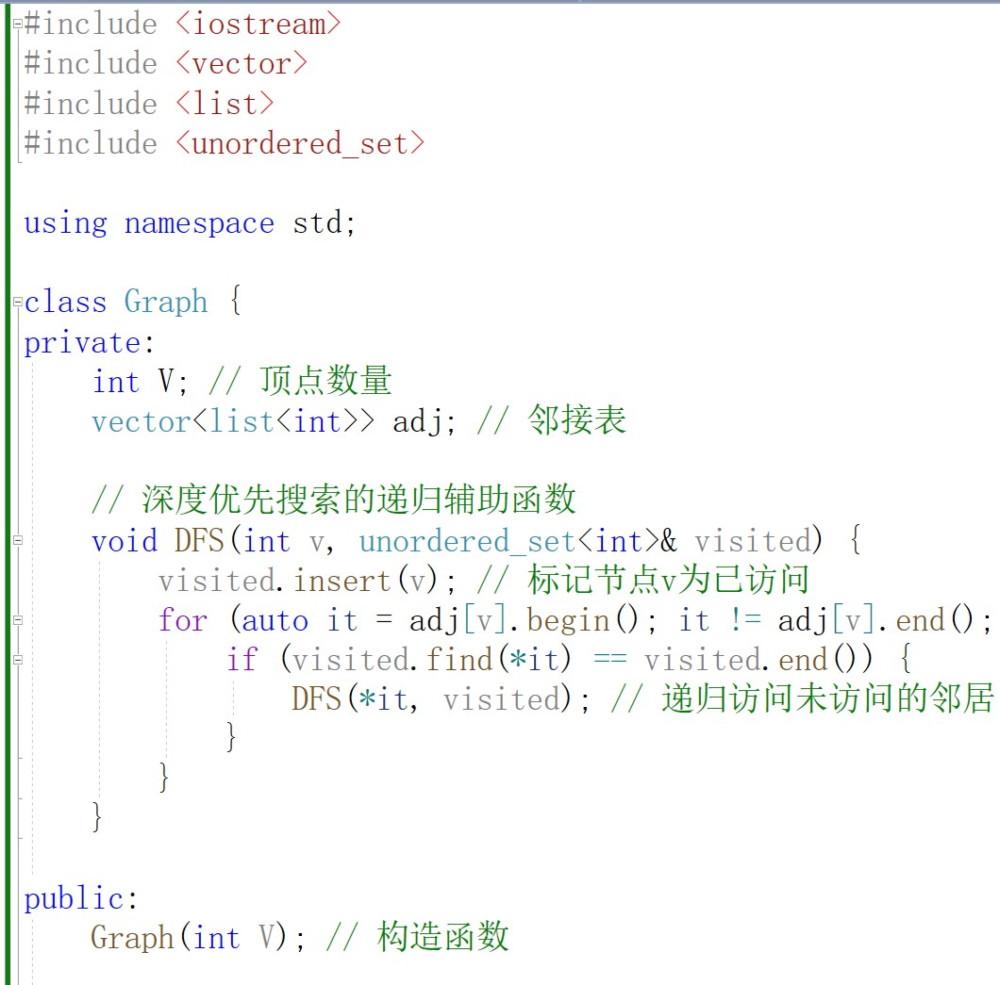 #include <iostream>
#include <vector>
#include <list>
#include <unordered_set>
using namespace std;
class Graph {
private:
    int V; // 顶点数量
    vector<list<int>> adj; // 邻接表
    // 深度优先搜索的递归辅助函数
    void DFS(int v, unordered_set<int>& visited) {
        visited.insert(v); // 标记节点v为已访问
        for (auto it = adj[v].begin(); it != adj[v].end();
            if (visited.find(*it) == visited.end()) {
                DFS(*it, visited); // 递归访问未访问的邻居
            }
        }
    }
public:
    Graph(int V); // 构造函数